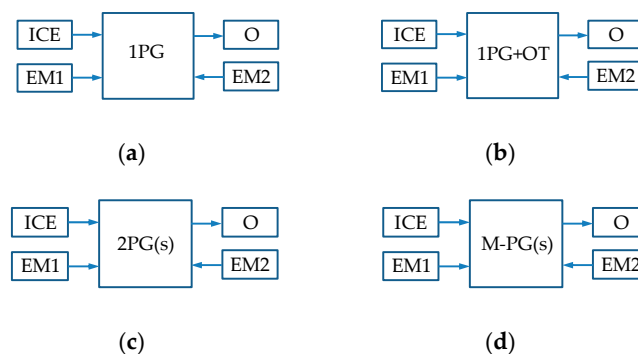 ICE 1PG O
EM1 EM2
(a)
ICE 1PG+OT O
EM1 EM2
(b)
ICE 2PG(s) O
EM1 EM2
(c)
ICE M-PG(s) O
EM1 EM2
(d)